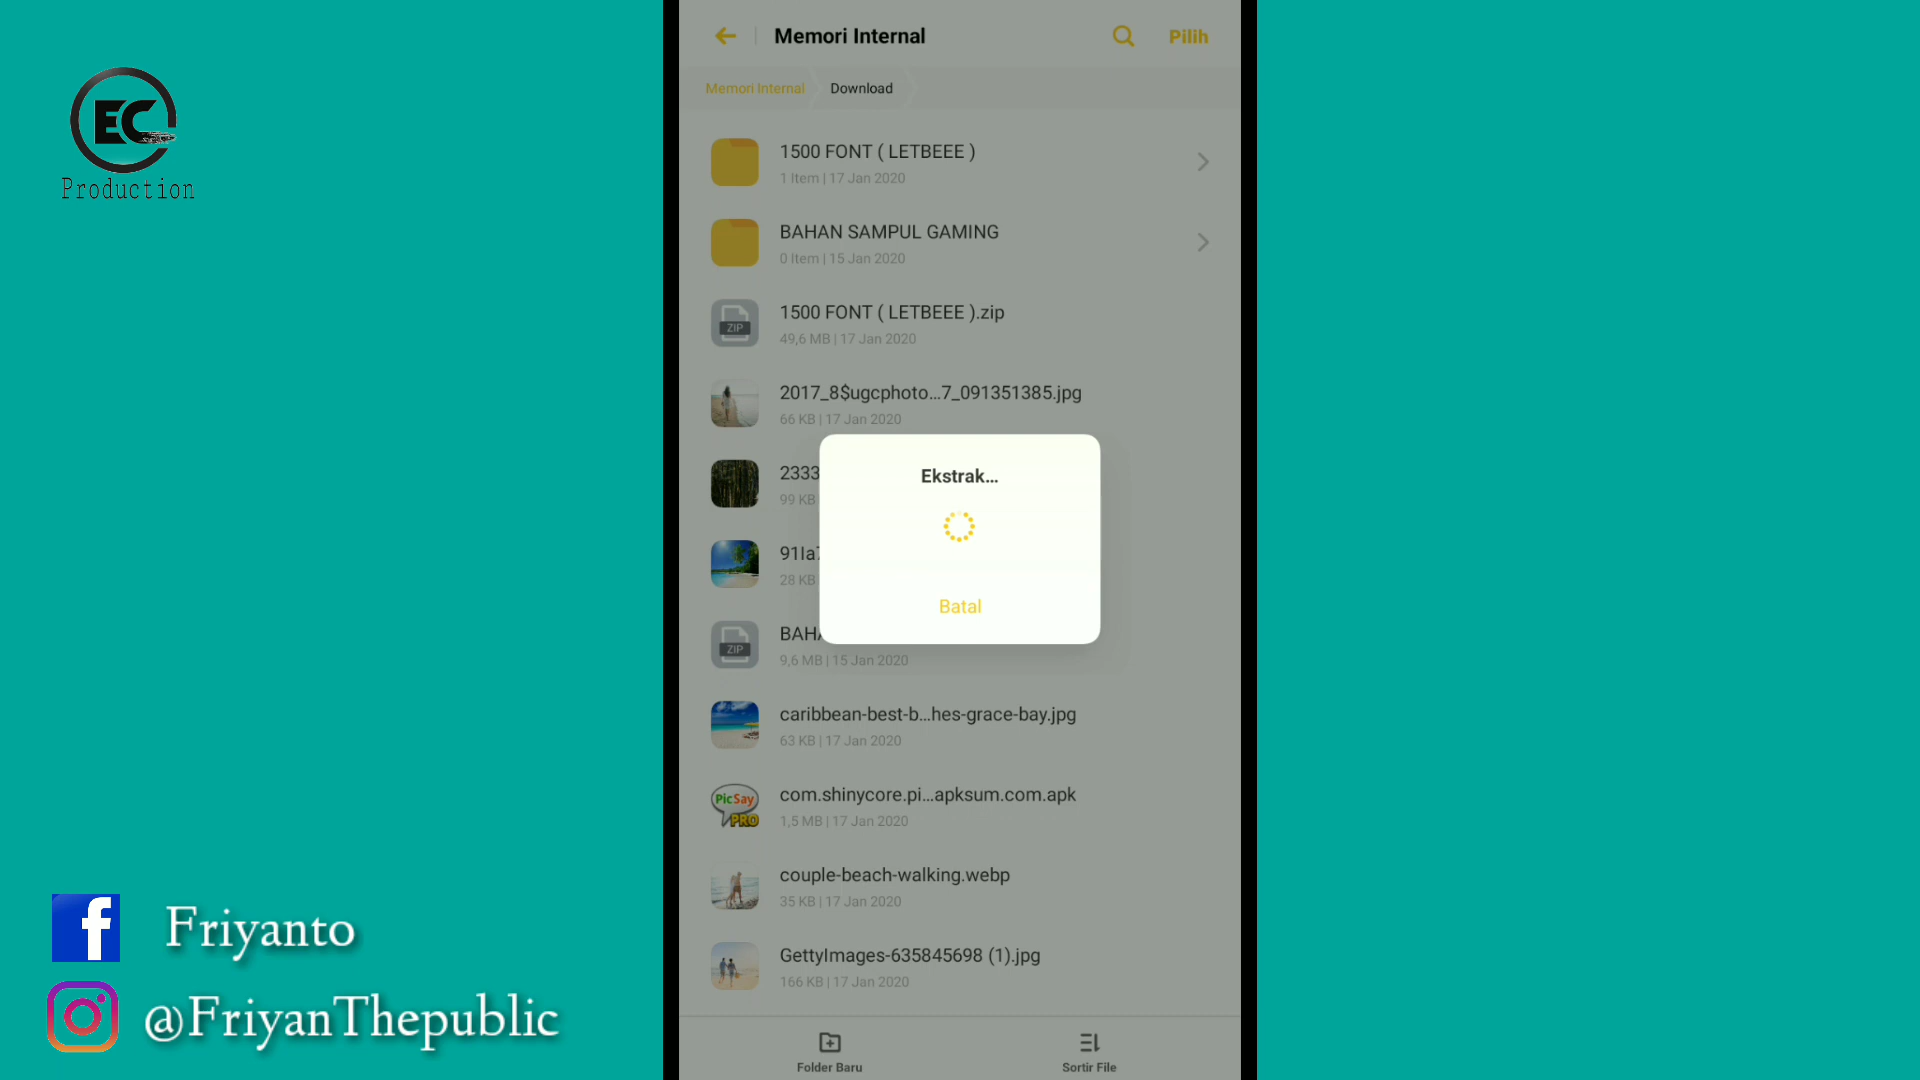 EC
Production
Memori Internal
Pilih
Memori Internal
Download
1500 FONT ( LETBEEE )
1 Item | 17 Jan 2020
BAHAN SAMPUL GAMING
0 Item | 15 Jan 2020
ZIP
1500 FONT ( LETBEEE ).zip
49,6 MB | 17 Jan 2020
2017_8$ugcphoto...7_091351385.jpg
66 KB | 17 Jan 2020
2333
99 KB
Ekstrak...
Batal
28 KB
ZIP
9,6 MB | 15 Jan 2020
caribbean-best-b...hes-grace-bay.jpg
63 KB | 17 Jan 2020
PicSay
PRO
com.shinycore.pi...apksum.com.apk
1,5 MB | 17 Jan 2020
couple-beach-walking.webp
35 KB | 17 Jan 2020
GettyImages-635845698 (1).jpg
166 KB | 17 Jan 2020
Folder Baru
Sortir File
f
Friyanto
@FriyanThepublic